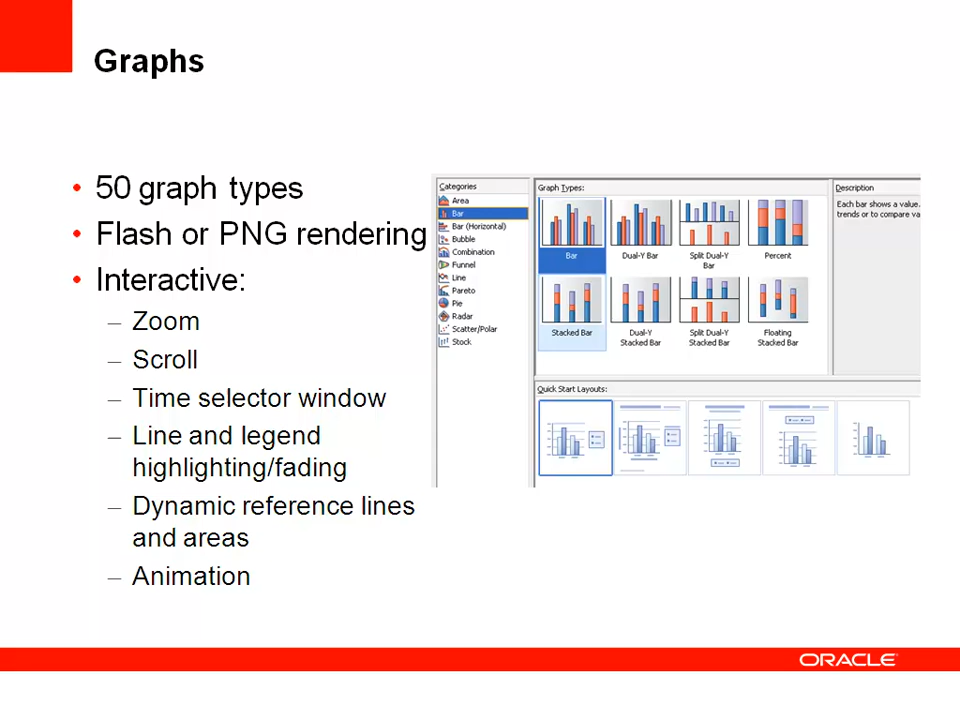 Graphs
• 50 graph types
• Flash or PNG rendering
• Interactive:
– Zoom
– Scroll
– Time selector window
– Line and legend
highlighting/fading
– Dynamic reference lines
and areas
– Animation
Categories
Area
Bar
Bar (Horizontal)
Bubble
Combination
Funnel
Line
Pareto
Pie
Radar
Scatter/Polar
Stock
Graph Types:
Bar
Dual-Y Bar
Split Dual-Y
Bar
Percent
Stacked Bar
Dual-Y
Stacked Bar
Split Dual-Y
Stacked Bar
Floating
Stacked Bar
Description
Each bar shows a value.
trends or to compare va
Quick Start Layouts:
ORACLE